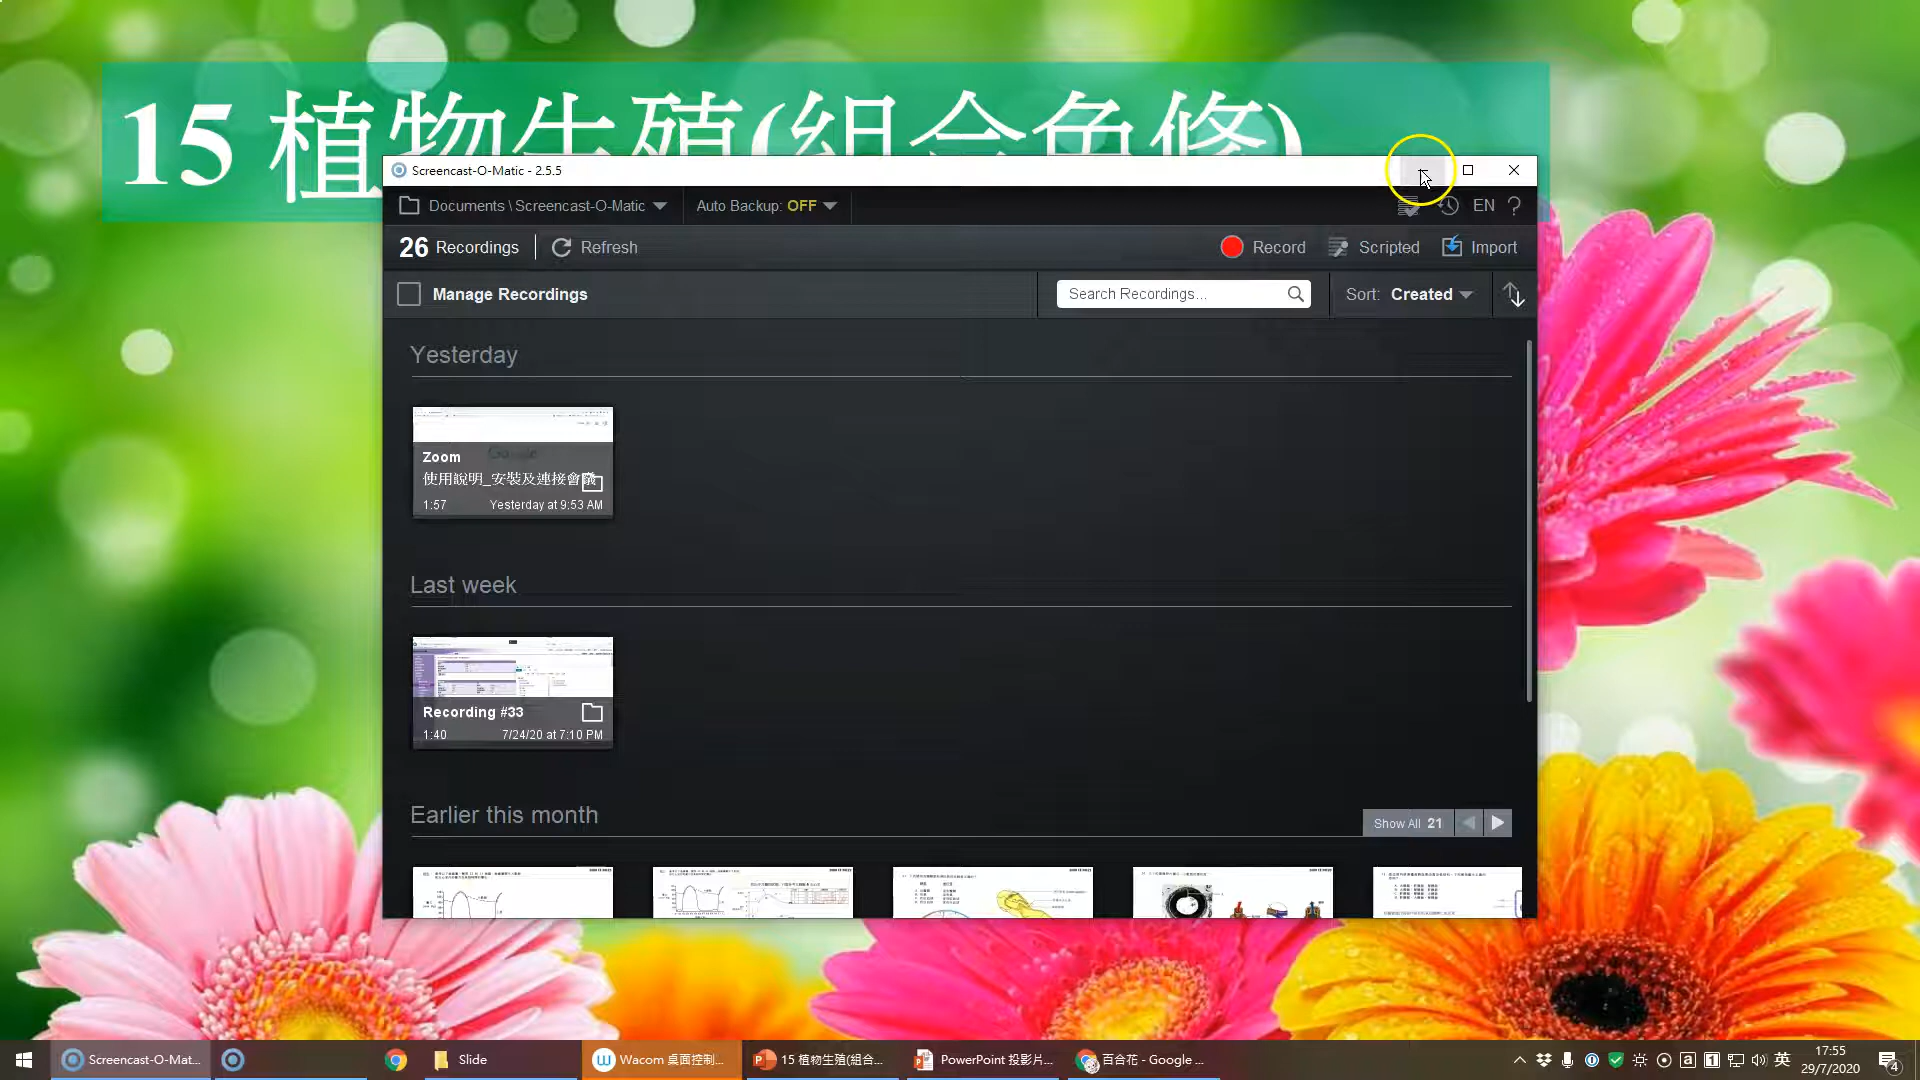 15 植物生殖(組合免修)
Screencast-O-Matic - 2.5.5
Documents \ Screencast-O-Matic
Auto Backup: OFF
EN
26 Recordings
Refresh
Record
Scripted
Import
Manage Recordings
Search Recordings...
Sort: Created
Yesterday
Zoom
使用說明_安裝及連接會議
1:57
Yesterday at 9:53 AM
Last week
Recording #33
1:40
7/24/20 at 7:10 PM
Earlier this month
Show All 21
Screencast-O-Mat...
Slide
Wacom 桌面控制...
15 植物生殖(組合...
PowerPoint 投影片...
百合花 - Google ...
英
17:55
29/7/2020
4